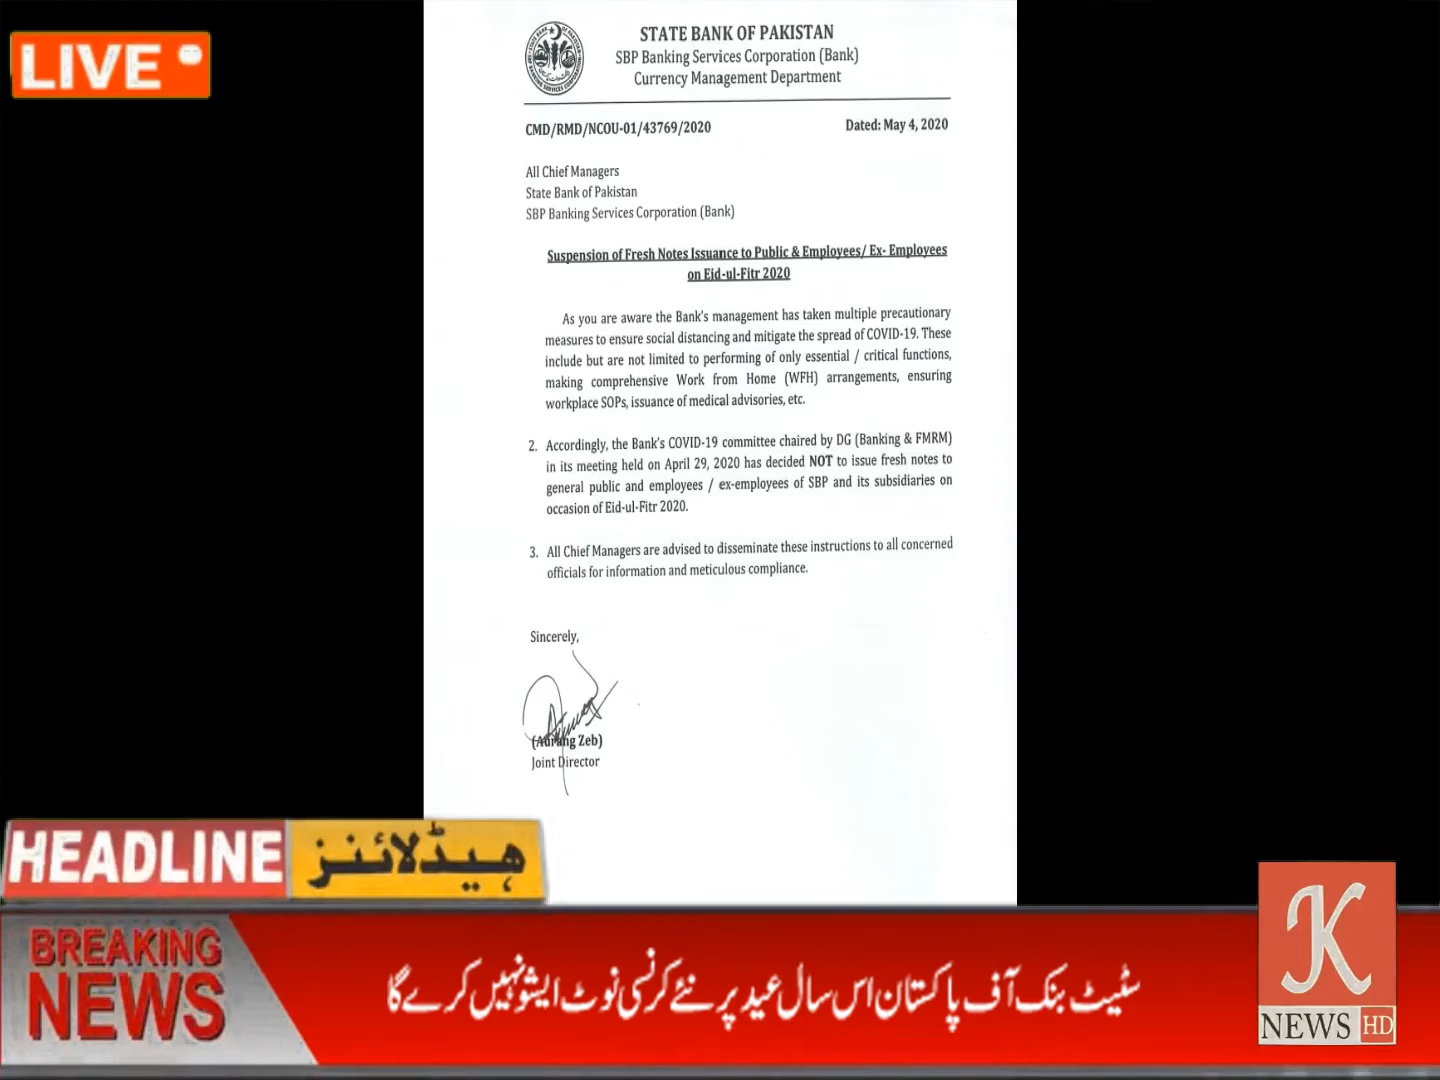 LIVE
STATE BANK OF PAKISTAN
SBP Banking Services Corporation (Bank)
Currency Management Department
CMD/RMD/NCOU-01/43769/2020
Dated: May 4, 2020
All Chief Managers
State Bank of Pakistan
SBP Banking Services Corporation (Bank)
Suspension of Fresh Notes Issuance to Public & Employees/ Ex- Employees
on Eid-ul-Fitr 2020
As you are aware the Bank's management has taken multiple precautionary
measures to ensure social distancing and mitigate the spread of COVID-19. These
include but are not limited to performing of only essential / critical functions,
making comprehensive Work from Home (WFH) arrangements, ensuring
workplace SOPs, issuance of medical advisories, etc.
2. Accordingly, the Bank's COVID-19 committee chaired by DG (Banking & FMRM)
in its meeting held on April 29, 2020 has decided NOT to issue fresh notes to
general public and employees / ex-employees of SBP and its subsidiaries on
occasion of Eid-ul-Fitr 2020.
3. All Chief Managers are advised to disseminate these instructions to all concerned
officials for information and meticulous compliance.
Sincerely,
(Aurang Zeb)
Joint Director
HEADLINE ہیڈلائنز
BREAKING
NEWS
سٹیٹ بنک آف پاکستان اس سال عید پر نئے کرنسی نوٹ ایشو نہیں کرے گا
K
NEWS HD